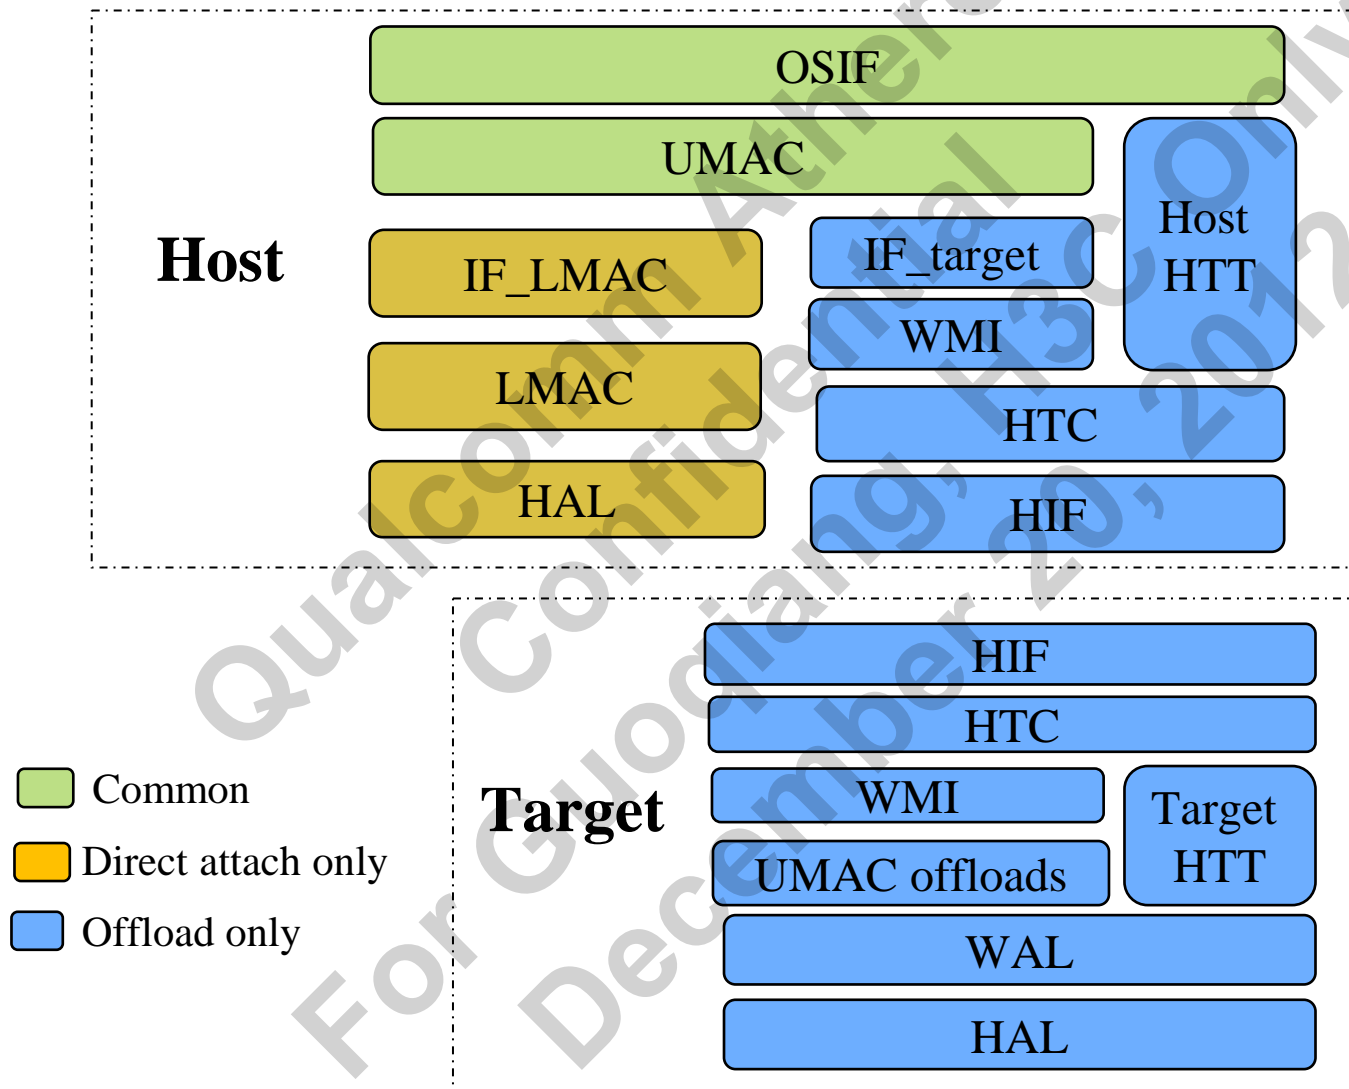 OSIF
UMAC
Host
HTT
Host
IF_LMAC
IF_target
WMI
LMAC
HTC
HAL
HIF
HIF
HTC
WMI
Target
HTT
Target
UMAC offloads
WAL
HAL
Common
Direct attach only
Offload only
Qualcomm Athero
Confidential
For Guoqiang, H3C Only
December 20, 2012